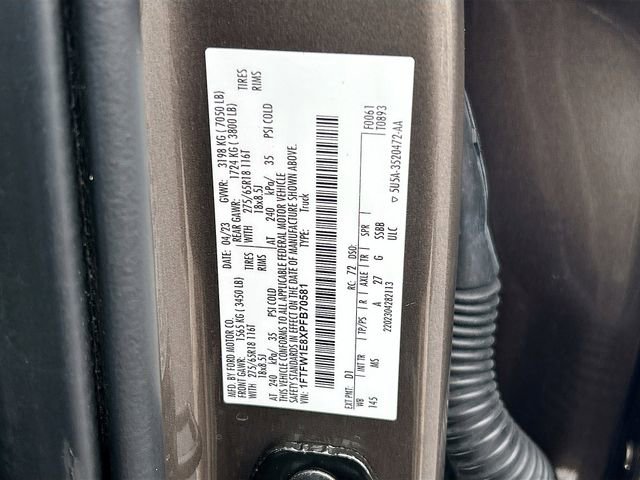 MFD. BY FORD MOTOR CO.
DATE: 04/23 GVWR: 3198 KG ( 7050 LB)
FRONT GAWR: 1565 KG ( 3450 LB) REAR GAWR: 1724 KG ( 3800 LB)
WITH 275/65R18 116T TIRES WITH 275/65R18 116T TIRES
18x8.5J RIMS 18x8.5J RIMS
AT 240 kPa/ 35 PSI COLD AT 240 kPa/ 35 PSI COLD
THIS VEHICLE CONFORMS TO ALL APPLICABLE FEDERAL MOTOR VEHICLE
SAFETY STANDARDS IN EFFECT ON THE DATE OF MANUFACTURE SHOWN ABOVE.
VIN: 1FTFW1E8XPFB70581 TYPE: Truck
EXT PNT: D1 RC: 72 DSO: F0061
T0893
WB INT TR TP/PS R AXLE TR SPR
145 MS A 27 G SSBB
2202304282113 ULC
▽ 5U5A-3520472-AA